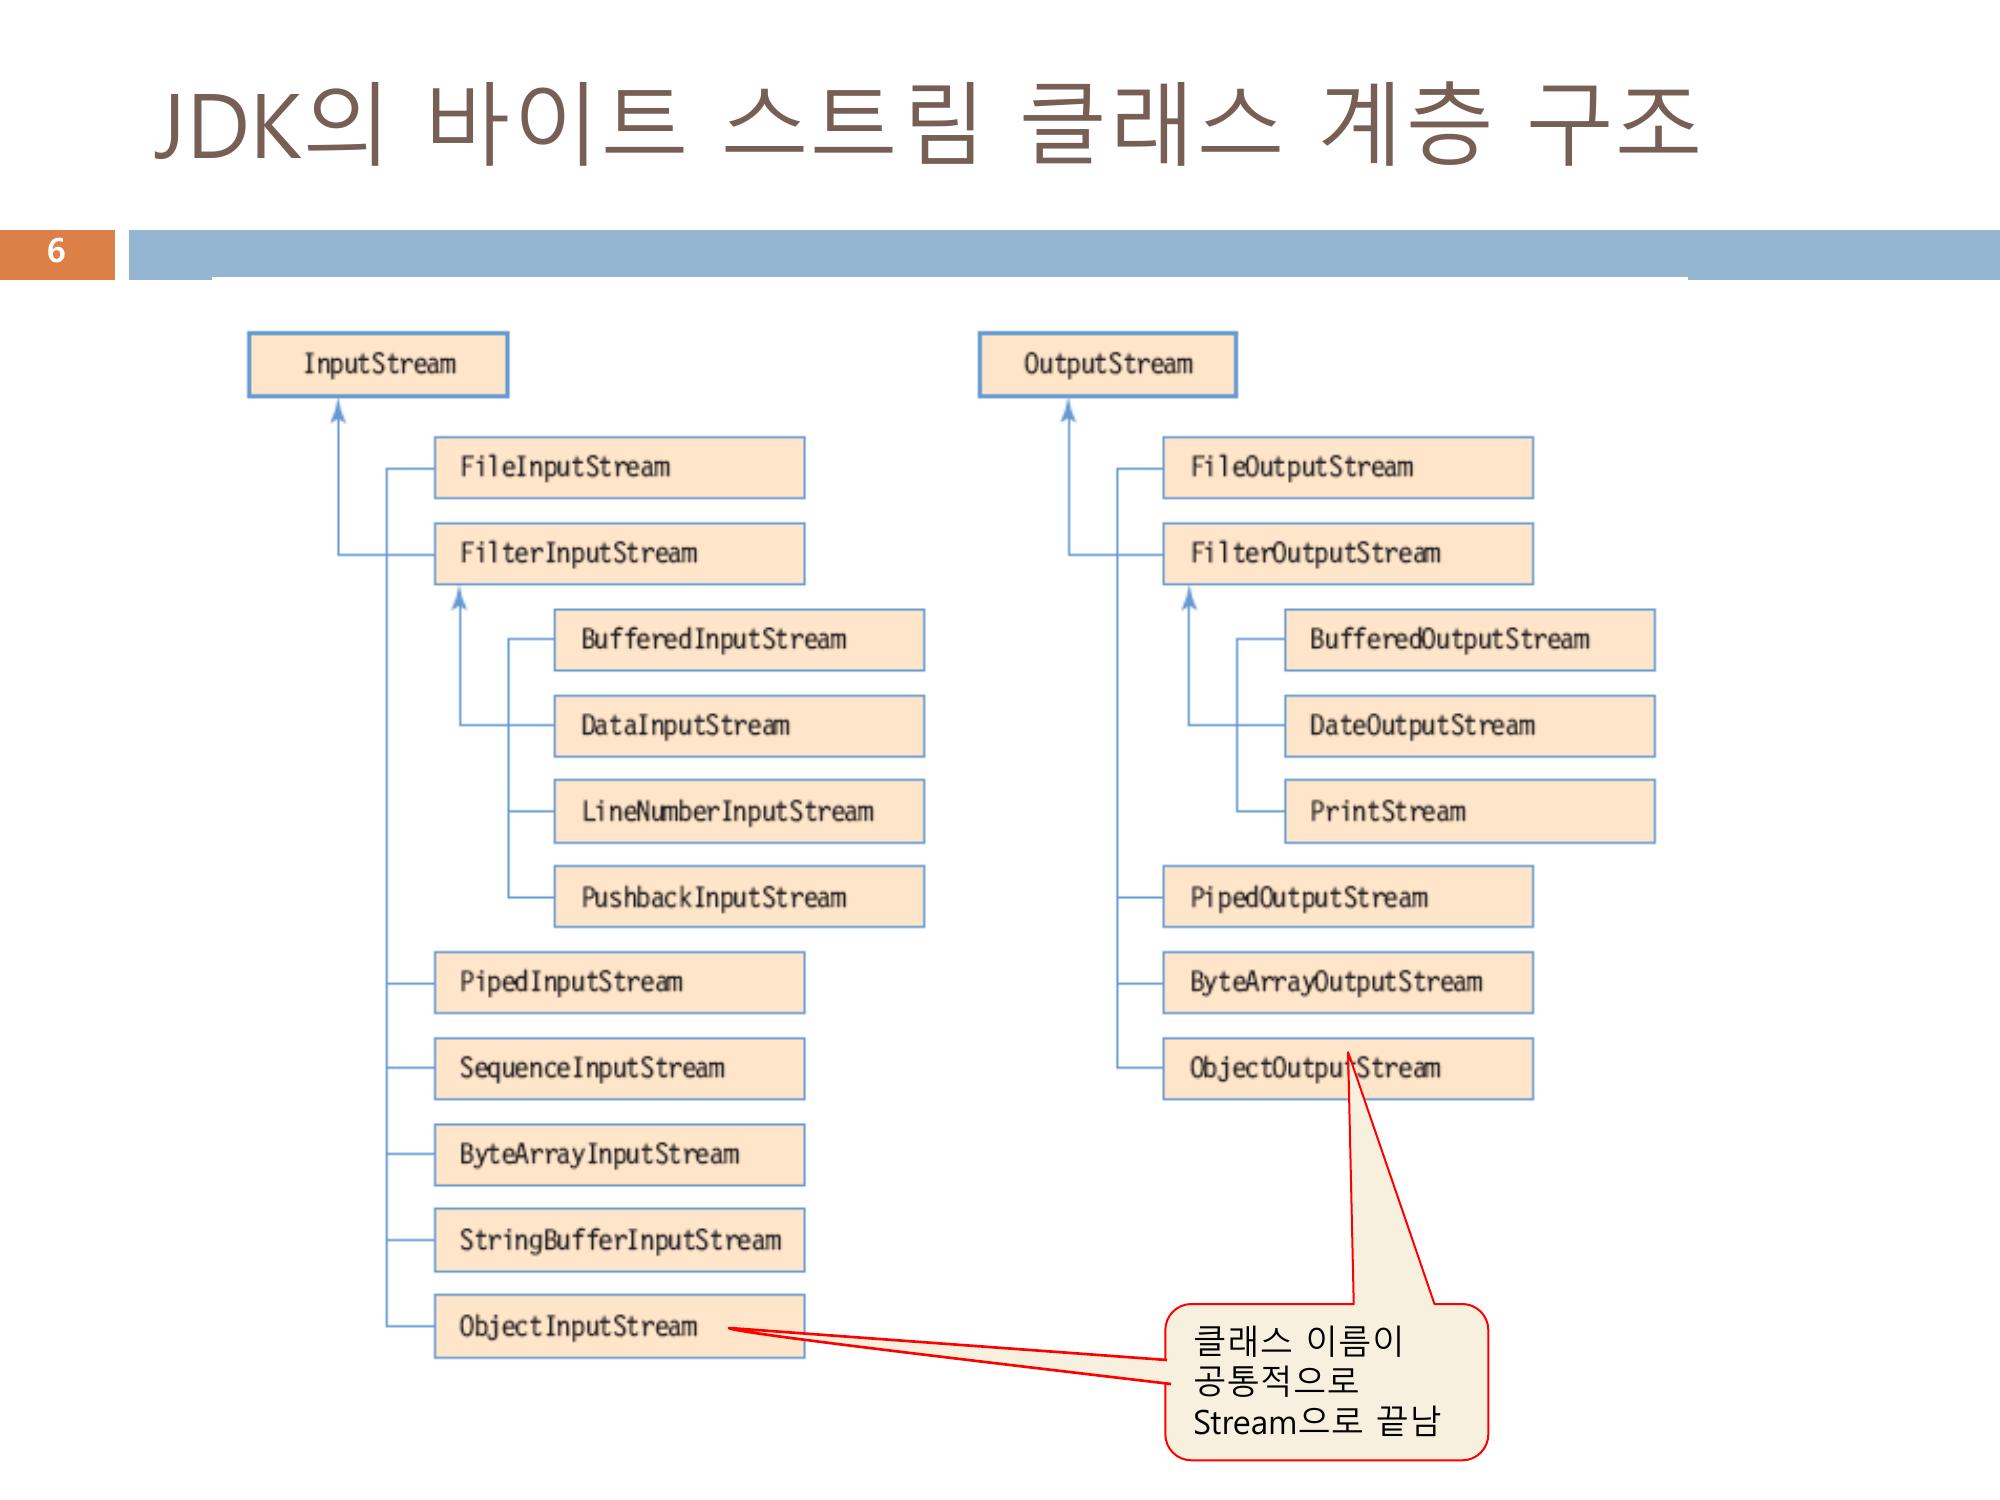 JDK의 바이트 스트림 클래스 계층 구조
6
InputStream
FileInputStream
FilterInputStream
BufferedInputStream
DataInputStream
LineNumberInputStream
PushbackInputStream
PipedInputStream
SequenceInputStream
ByteArrayInputStream
StringBufferInputStream
ObjectInputStream
OutputStream
FileOutputStream
FilterOutputStream
BufferedOutputStream
DateOutputStream
PrintStream
PipedOutputStream
ByteArrayOutputStream
ObjectOutputStream
클래스 이름이
공통적으로
Stream으로 끝남